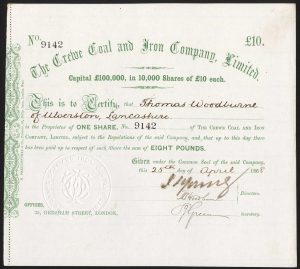 No. 9142 £10.
The Crewe Coal and Iron Company, Limited.
Capital £100,000, in 10,000 Shares of £10 each.
This is to Certify, that Thomas Woodburne
of Ulverston, Lancashire
is the Proprietor of ONE SHARE, No. 9142 of THE CREWE COAL AND IRON
COMPANY, LIMITED, subject to the Regulations of the said Company, and that up to this day there
has been paid up in respect of such Share the sum of EIGHT POUNDS.
Given under the Common Seal of the said Company,
this 25th day of April 1868
Directors.
Secretary.
OFFICES,
LONDON.